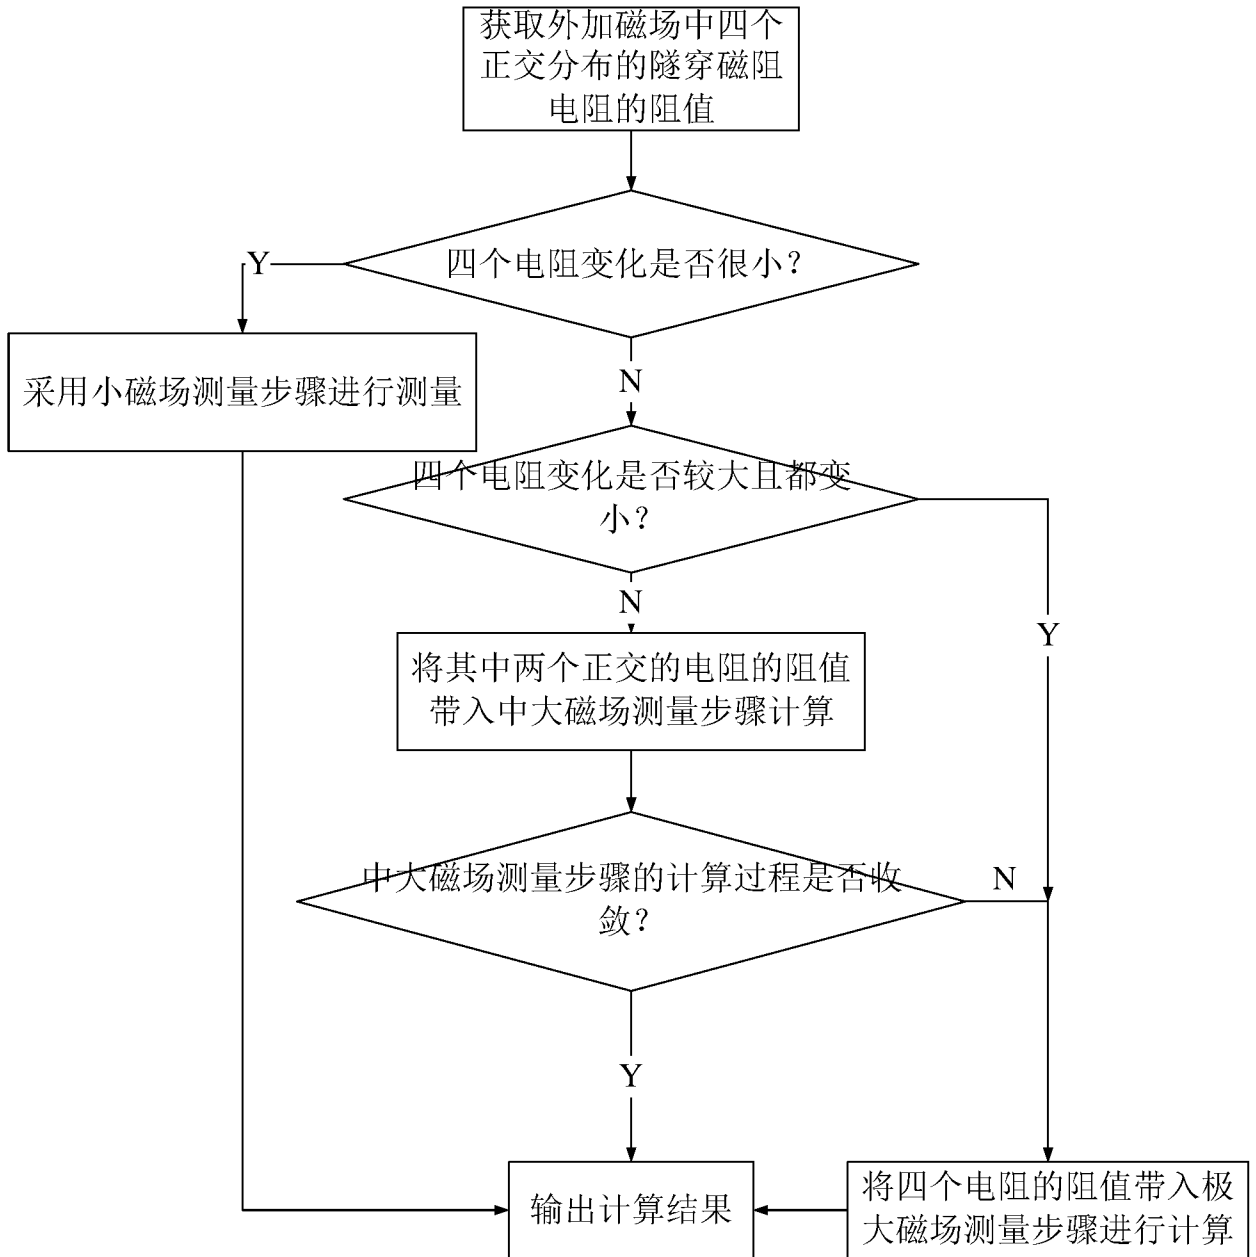 获取外加磁场中四个
正交分布的隧穿磁阻
电阻的阻值
四个电阻变化是否很小？
Y
采用小磁场测量步骤进行测量
N
四个电阻变化是否较大且都变
小？
N
Y
将其中两个正交的电阻的阻值
带入中大磁场测量步骤计算
中大磁场测量步骤的计算过程是否收
敛？
N
Y
输出计算结果
将四个电阻的阻值带入极
大磁场测量步骤进行计算